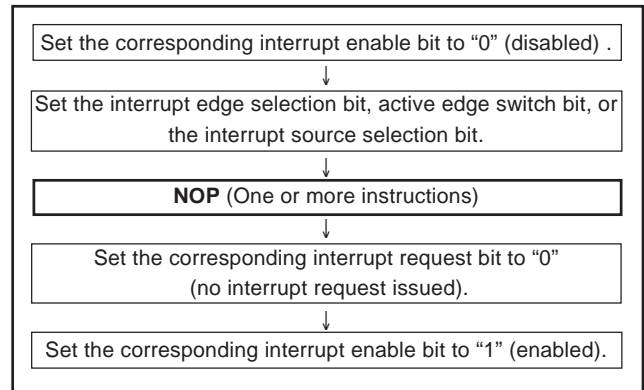 Set the corresponding interrupt enable bit to “0” (disabled) .
Set the interrupt edge selection bit, active edge switch bit, or
the interrupt source selection bit.
NOP (One or more instructions)
Set the corresponding interrupt request bit to “0”
(no interrupt request issued).
Set the corresponding interrupt enable bit to “1” (enabled).